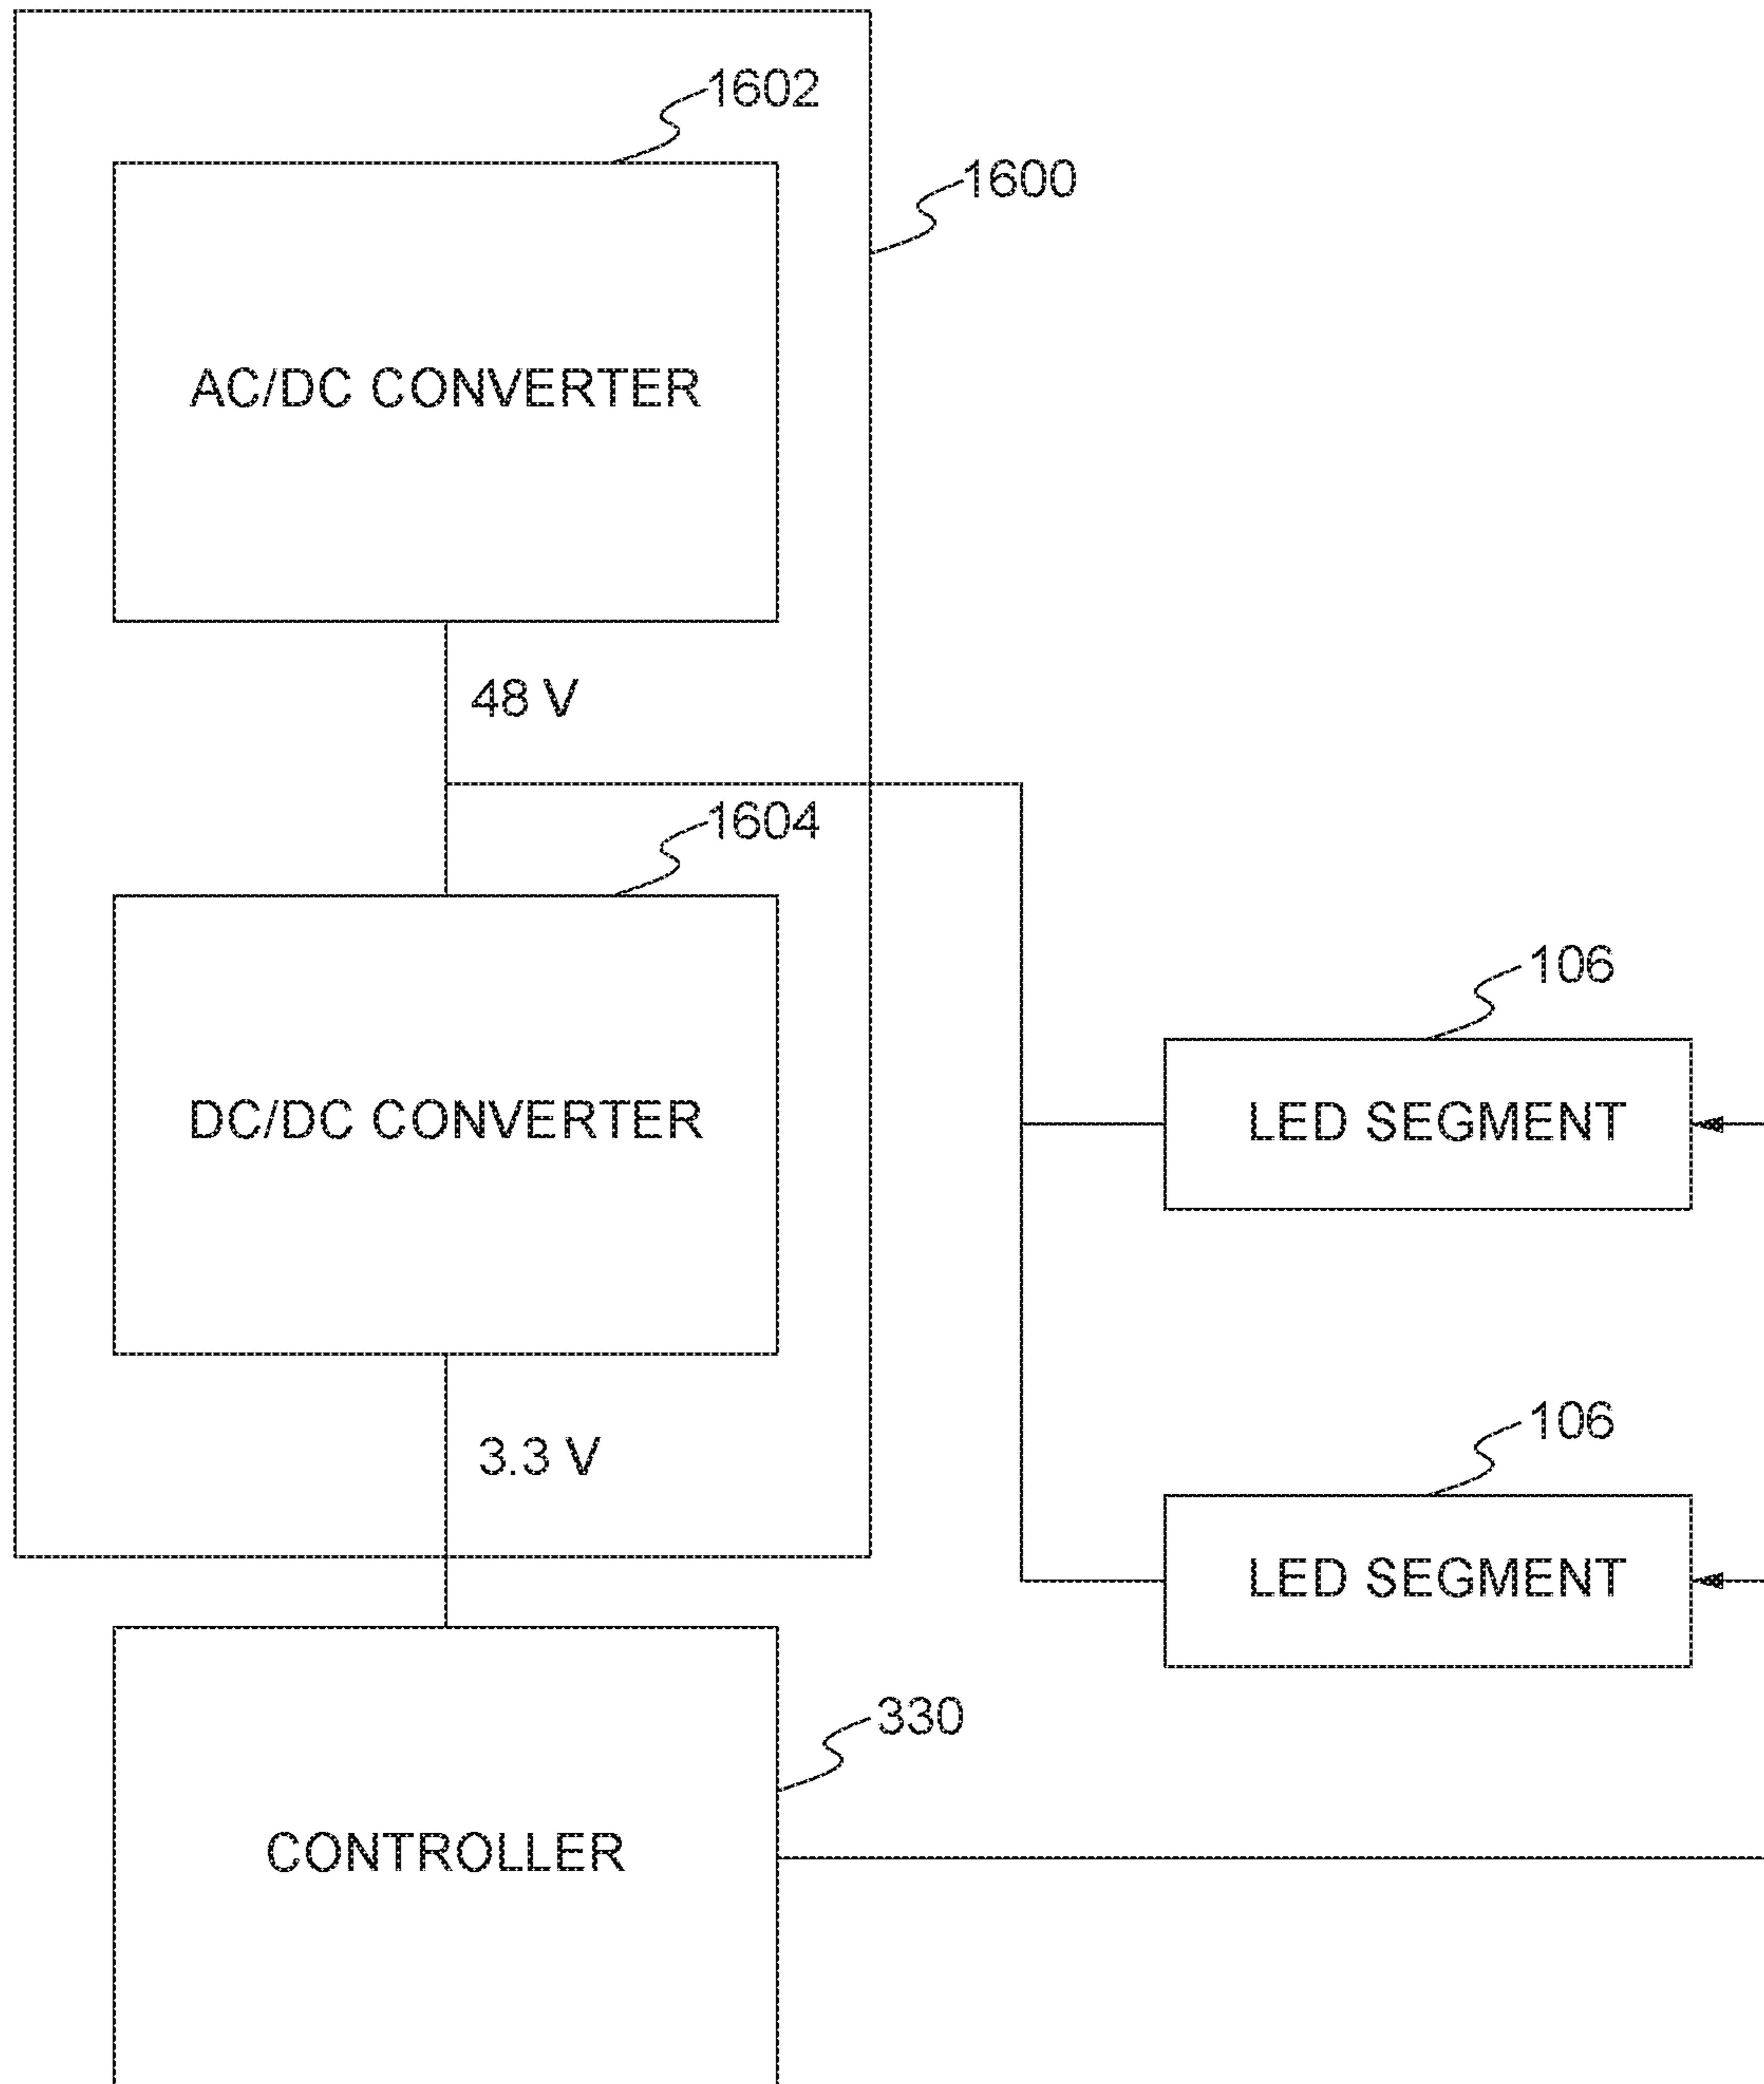 1602
1600
AC/DC CONVERTER
48 V
1604
DC/DC CONVERTER
106
LED SEGMENT
3.3 V
106
LED SEGMENT
330
CONTROLLER